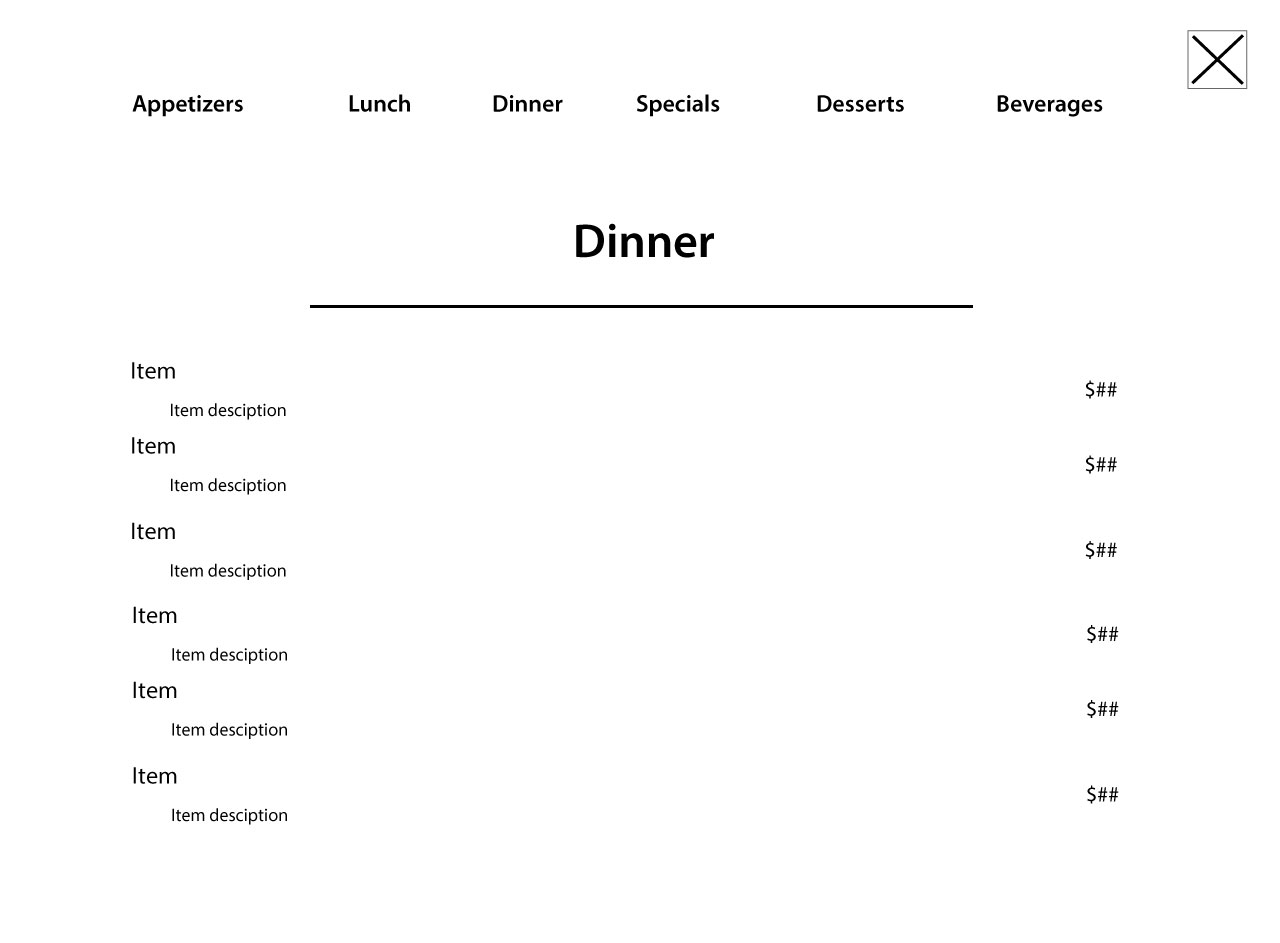 Appetizers Lunch Dinner Specials Desserts Beverages
Dinner
Item
$##
Item desciption
Item
$##
Item desciption
Item
$##
Item desciption
Item
$##
Item desciption
Item
$##
Item desciption
Item
$##
Item desciption